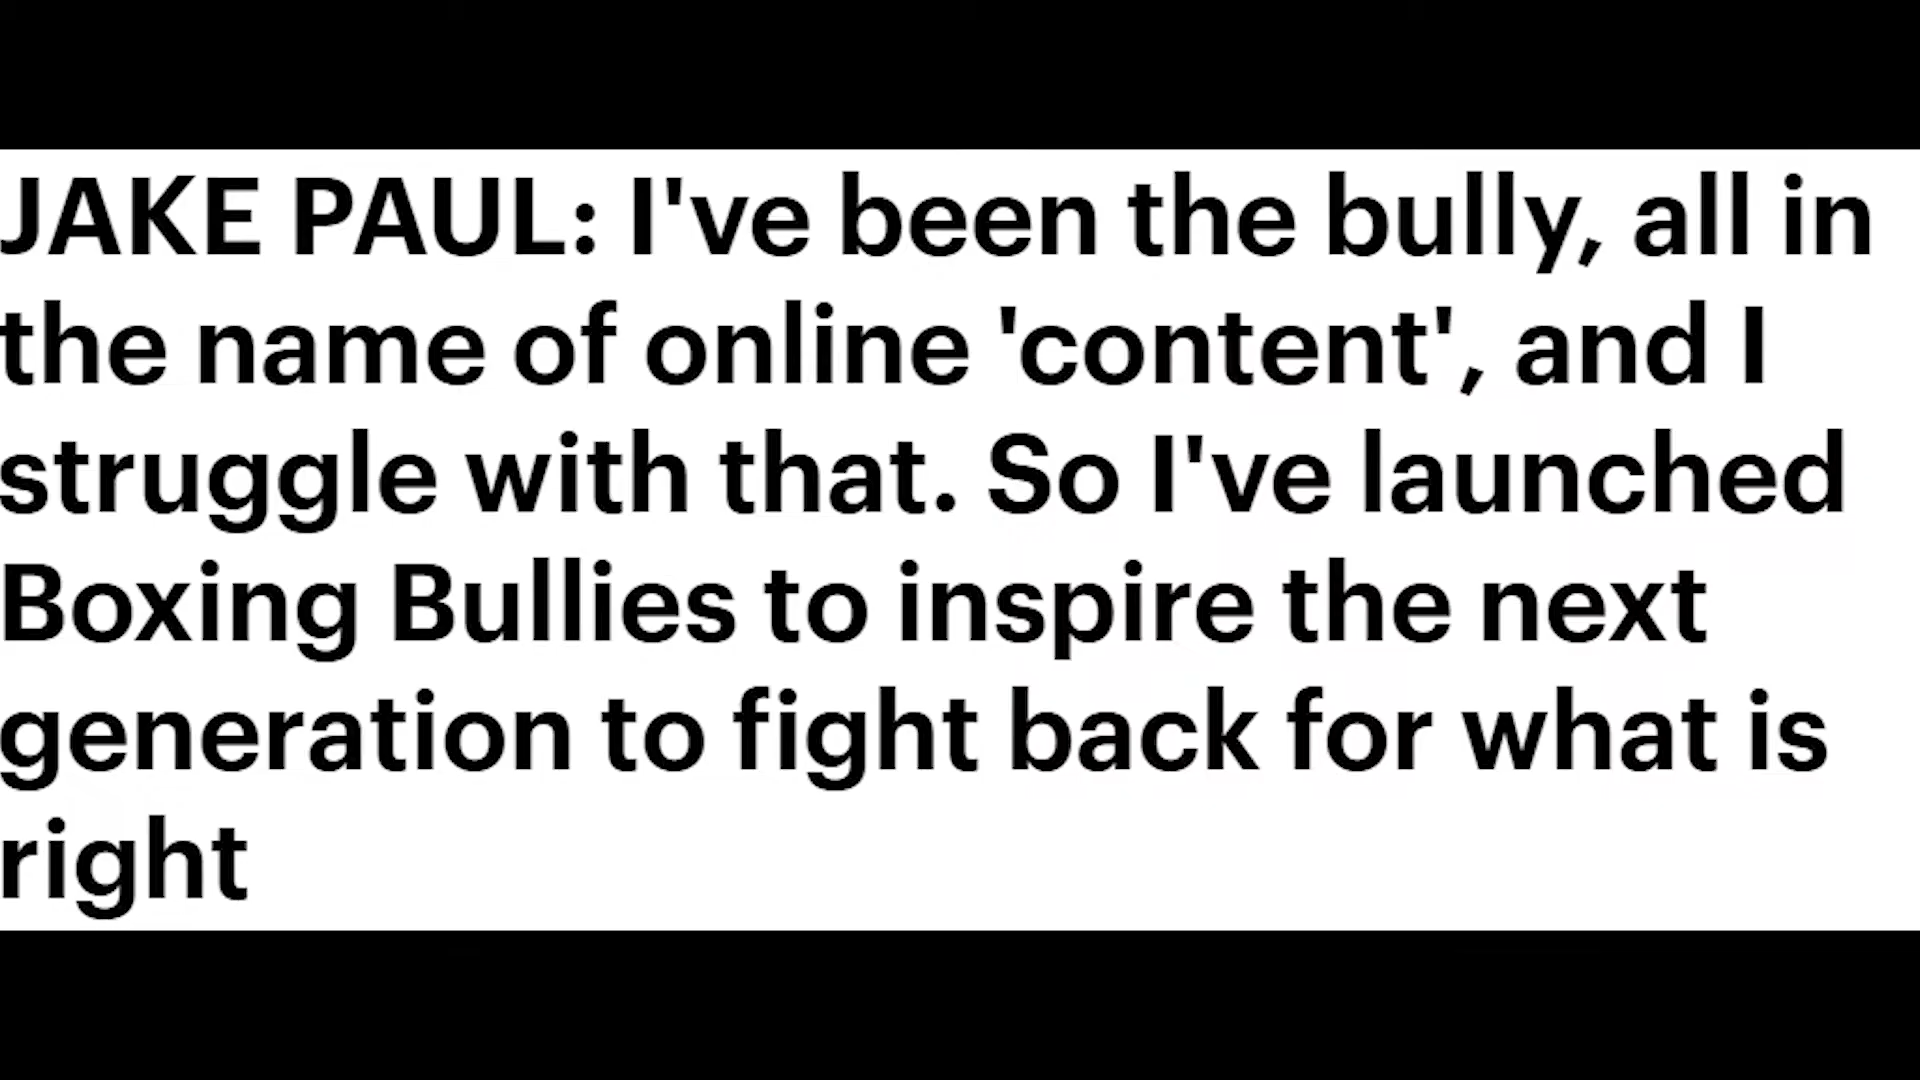 JAKE PAUL: I've been the bully, all in
the name of online 'content', and I
struggle with that. So I've launched
Boxing Bullies to inspire the next
generation to fight back for what is
right